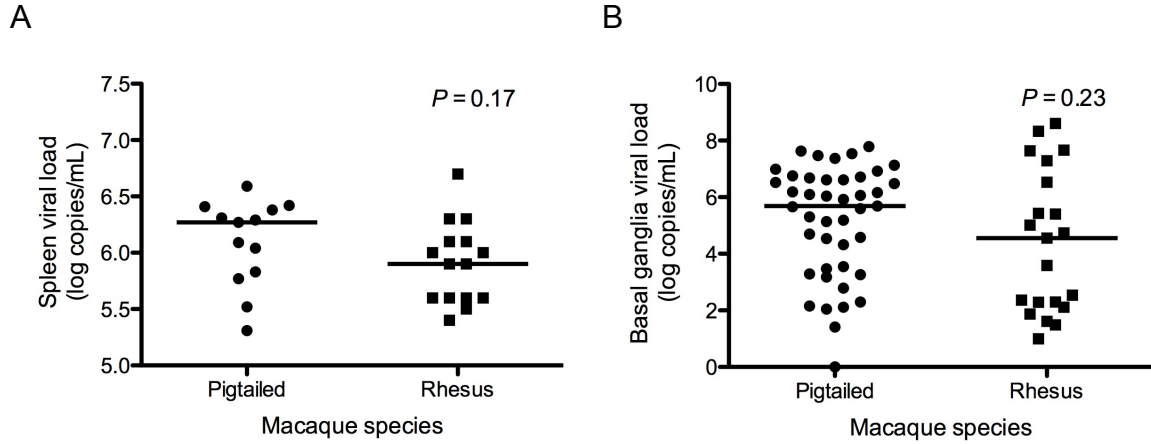 A
P = 0.17
Spleen viral load
(log copies/mL)
7.5
7.0
6.5
6.0
5.5
5.0
Pigtailed
Rhesus
Macaque species
B
P = 0.23
Basal ganglia viral load
(log copies/mL)
10
8
6
4
2
0
Pigtailed
Rhesus
Macaque species